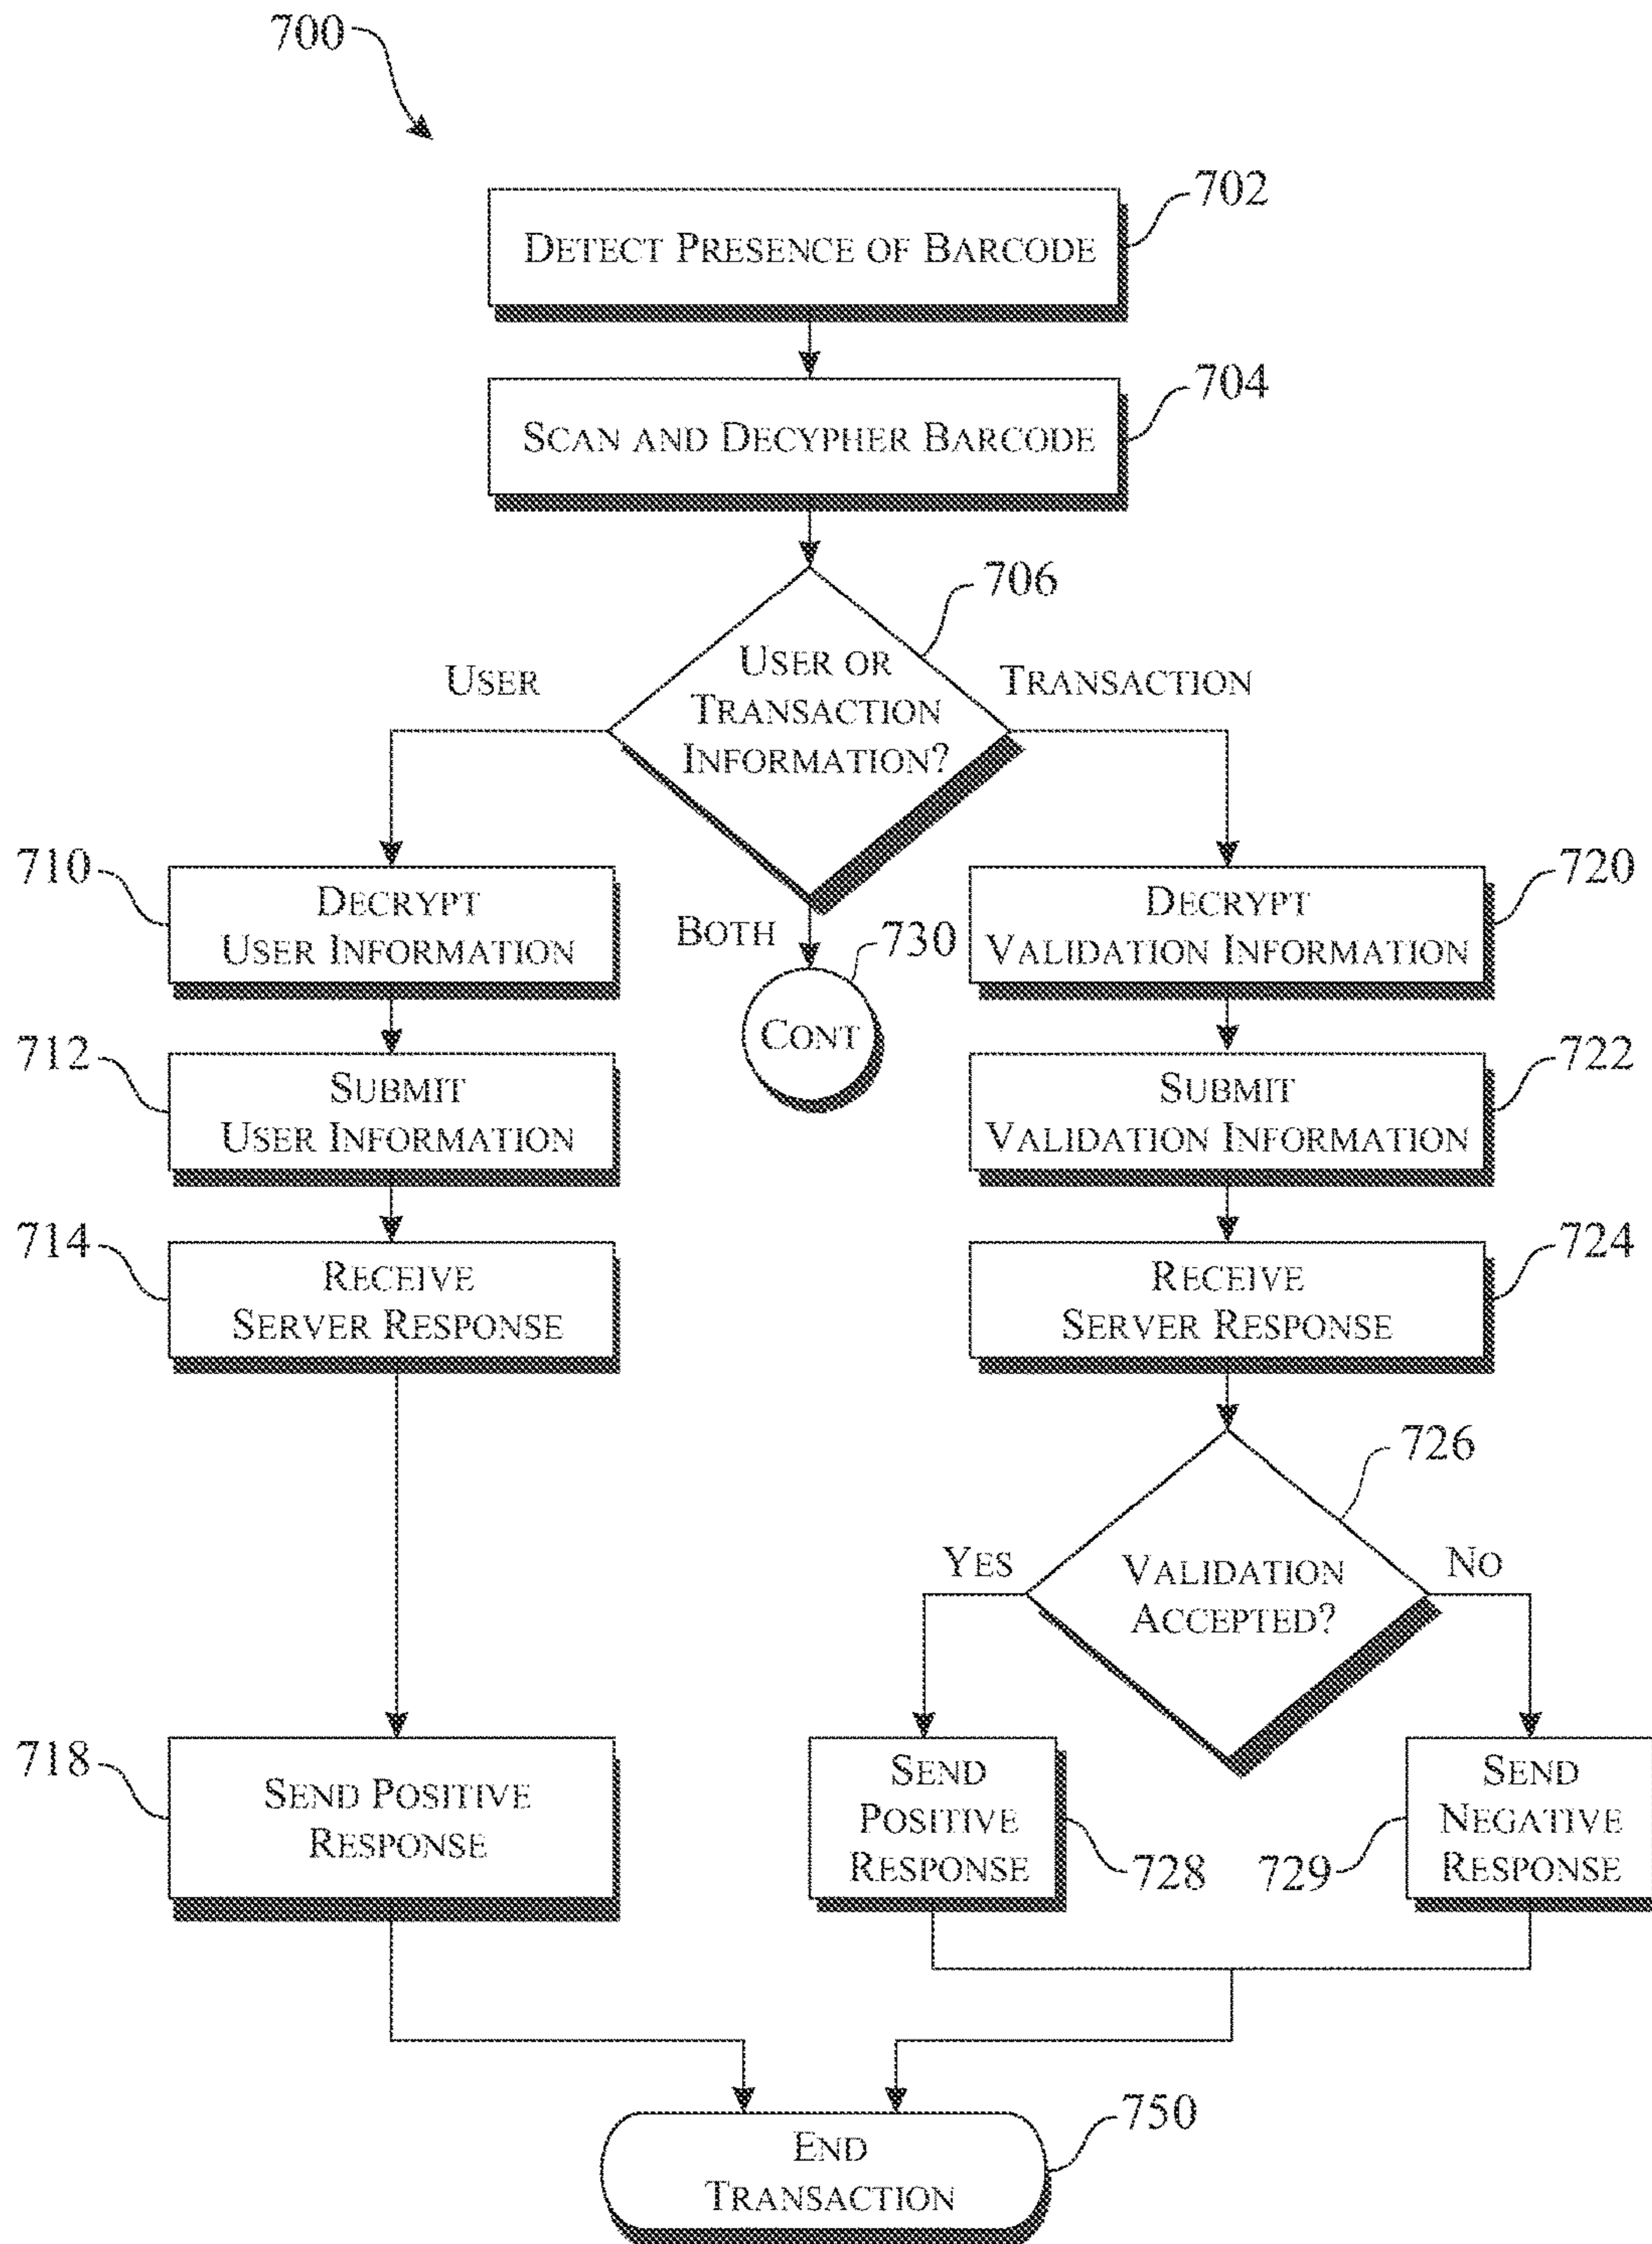 700
702
DETECT PRESENCE OF BARCODE
704
SCAN AND DECYPHER BARCODE
706
USER OR
TRANSACTION
INFORMATION?
USER
TRANSACTION
BOTH
730
CONT
710
DECRYPT
USER INFORMATION
720
DECRYPT
VALIDATION INFORMATION
712
SUBMIT
USER INFORMATION
722
SUBMIT
VALIDATION INFORMATION
714
RECEIVE
SERVER RESPONSE
724
RECEIVE
SERVER RESPONSE
726
YES
VALIDATION
ACCEPTED?
NO
718
SEND POSITIVE
RESPONSE
SEND
POSITIVE
RESPONSE
728
729
SEND
NEGATIVE
RESPONSE
750
END
TRANSACTION